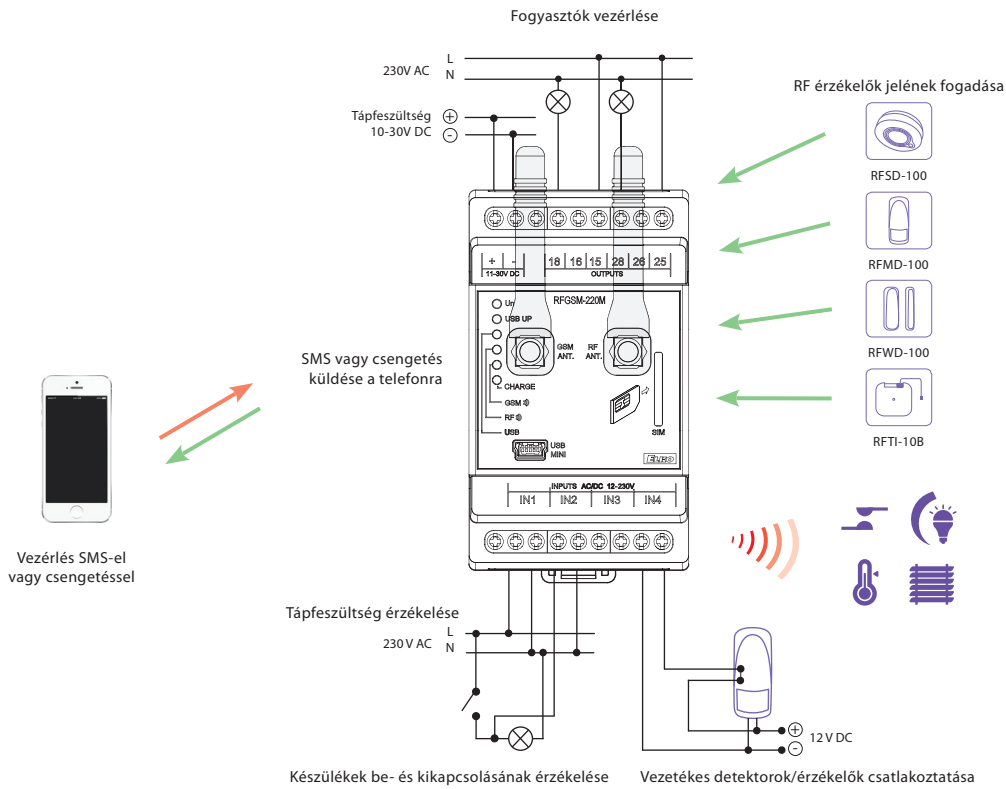 Fogyasztók vezérlése
L
230V AC
N
Tápfeszültség +
10-30V DC -
RF érzékelők jelének fogadása
RFSD-100
RFMD-100
RFWD-100
RFTI-10B
+ -
11-30V DC
18 16 15 28 26 25
OUTPUTS
RFGSM-220M
Un
USB UP
GSM
ANT.
RF
ANT.
CHARGE
GSM
RF
USB
USB
MINI
SIM
ELKO
INPUTS AC/DC 12-230V
IN1 IN2 IN3 IN4
SMS vagy csengetés
küldése a telefonra
Vezérlés SMS-el
vagy csengetéssel
Tápfeszültség érzékelése
L
230 V AC
N
+
12 V DC
-
Készülékek be- és kikapcsolásának érzékelése
Vezetékes detektorok/érzékelők csatlakoztatása